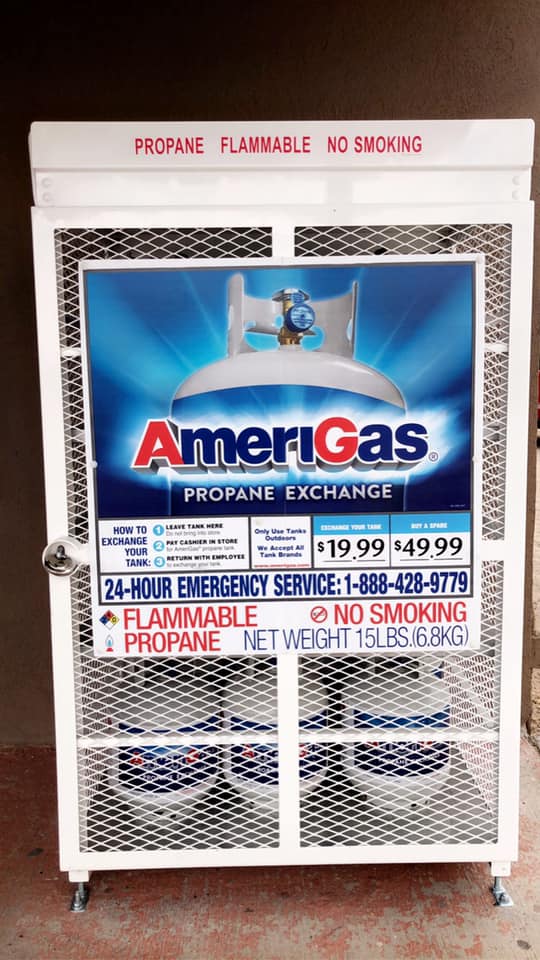 PROPANE FLAMMABLE NO SMOKING
AmeriGas®
PROPANE EXCHANGE
HOW TO
EXCHANGE
YOUR
TANK:
1 LEAVE TANK HERE
Do not bring into store.
2 PAY CASHIER IN STORE
for AmeriGas® propane tank
3 RETURN WITH EMPLOYEE
to exchange your tank.
Only Use Tanks
Outdoors
We Accept All
Tank Brands
www.amerigas.com
EXCHANGE YOUR TANK
$19.99
BUY A SPARE
$49.99
24-HOUR EMERGENCY SERVICE: 1-888-428-9779
FLAMMABLE
PROPANE
NO SMOKING
NET WEIGHT 15LBS.(6.8KG)